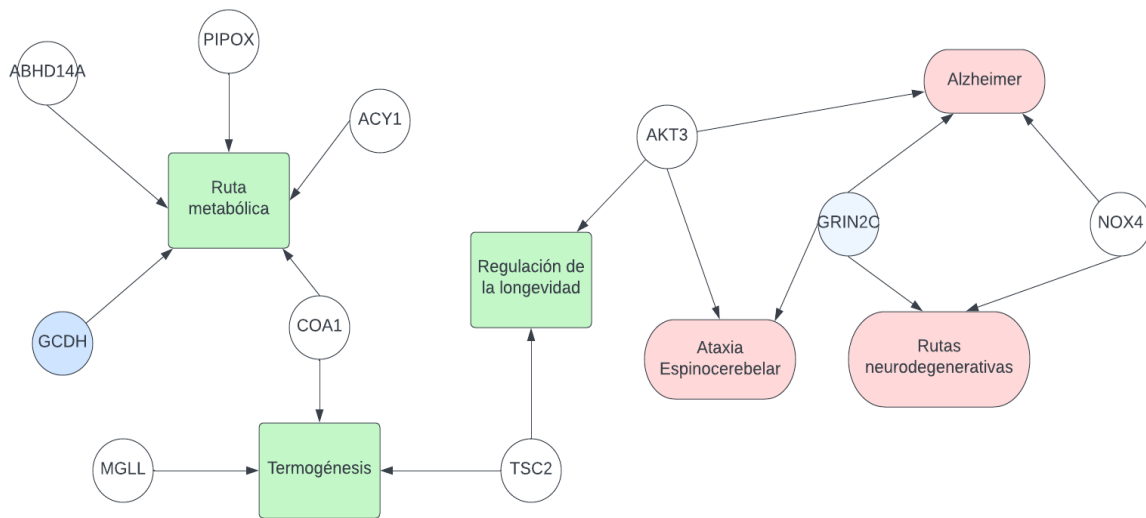 PIPOX
ABHD14A
ACY1
Ruta
metabólica
GCDH
COA1
MGLL
Termogénesis
TSC2
Regulación de
la longevidad
AKT3
Alzheimer
GRIN2C
NOX4
Ataxia
Espinocerebelar
Rutas
neurodegenerativas